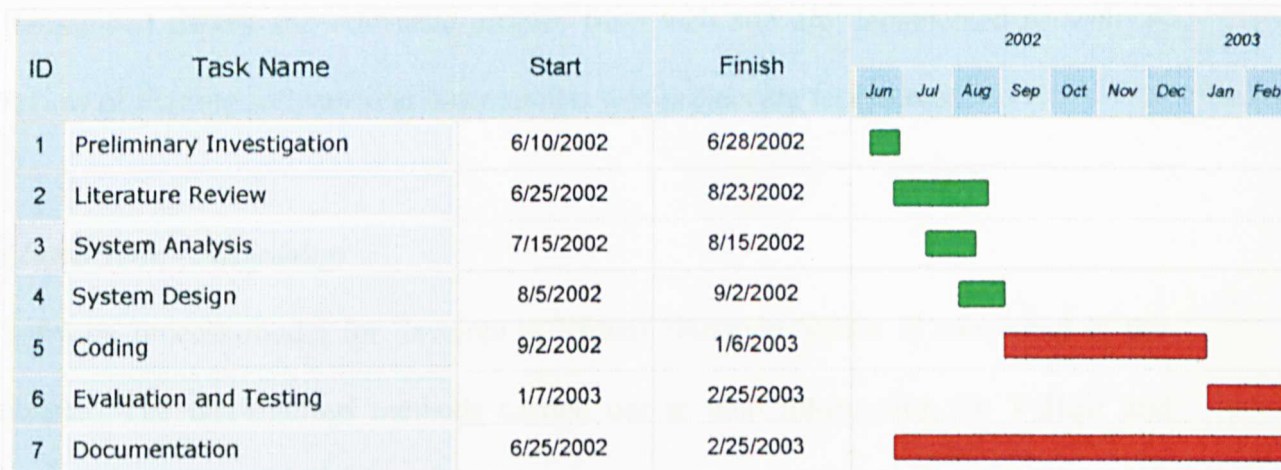 2002 2003
ID Task Name Start Finish
Jun Jul Aug Sep Oct Nov Dec Jan Feb
1 Preliminary Investigation 6/10/2002 6/28/2002
2 Literature Review 6/25/2002 8/23/2002
3 System Analysis 7/15/2002 8/15/2002
4 System Design 8/5/2002 9/2/2002
5 Coding 9/2/2002 1/6/2003
6 Evaluation and Testing 1/7/2003 2/25/2003
7 Documentation 6/25/2002 2/25/2003